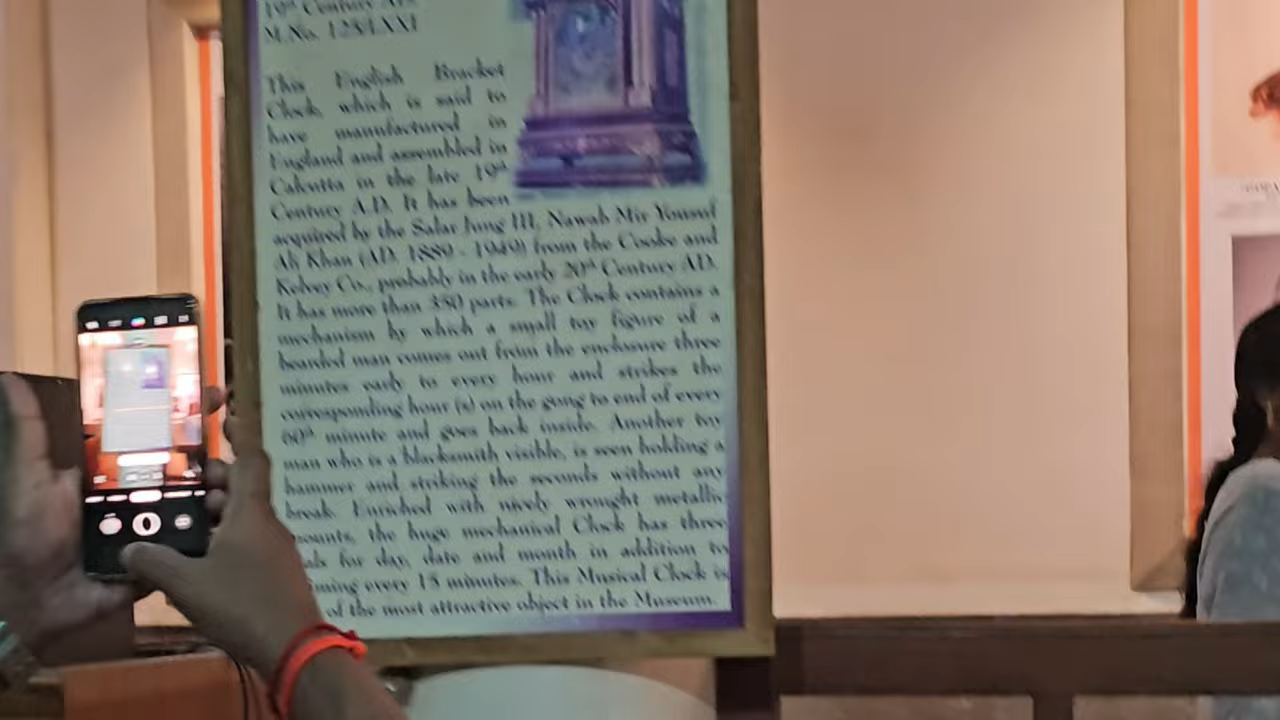 19th Century A.D.
M.No. 125/LXXI
This English Bracket
Clock, which is said to
have manufactured in
England and assembled in
Calcutta in the late 19th
Century A.D. It has been
acquired by the Salar Jung III, Nawab Mir Yousuf
Ali Khan (AD. 1889 - 1949) from the Cooke and
Kelvey Co., probably in the early 20th Century AD.
It has more than 350 parts. The Clock contains a
mechanism by which a small toy figure of a
bearded man comes out from the enclosure three
minutes early to every hour and strikes the
corresponding hour (s) on the gong to end of every
60th minute and goes back inside. Another toy
man who is a blacksmith visible, is seen holding a
hammer and striking the seconds without any
break. Enriched with nicely wrought metallic
mounts, the huge mechanical Clock has three
als for day, date and month in addition to
ming every 15 minutes. This Musical Clock is
of the most attractive object in the Museum.